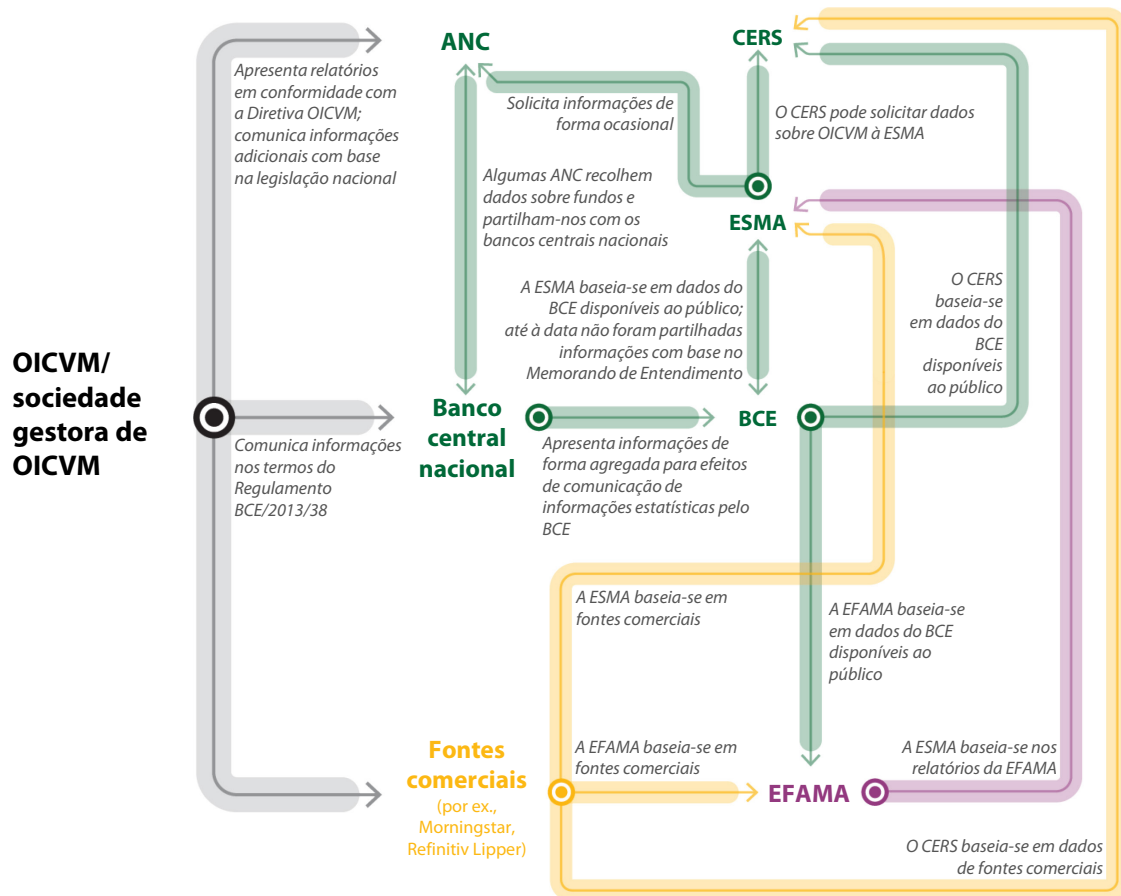 ANC
CERS
Apresenta relatórios
em conformidade com
a Diretiva OICVM;
comunica informações
adicionais com base
na legislação nacional
Solicita informações de
forma ocasional
O CERS pode solicitar dados
sobre OICVM à ESMA
Algumas ANC recolhem
dados sobre fundos e
partilham-nos com os
bancos centrais nacionais
ESMA
A ESMA baseia-se em dados do
BCE disponíveis ao público;
até à data não foram partilhadas
informações com base no
Memorando de Entendimento
O CERS
baseia-se
em dados do
BCE
disponíveis
ao público
OICVM/
sociedade
gestora de
OICVM
Banco
central
nacional
BCE
Comunica informações
nos termos do
Regulamento
BCE/2013/38
Apresenta informações de
forma agregada para efeitos
de comunicação de
informações estatísticas pelo
BCE
A ESMA baseia-se em
fontes comerciais
A EFAMA baseia-se
em dados do BCE
disponíveis ao
público
Fontes
comerciais
(por ex.,
Morningstar,
Refinitiv Lipper)
A EFAMA baseia-se em
fontes comerciais
EFAMA
A ESMA baseia-se nos
relatórios da EFAMA
O CERS baseia-se em dados
de fontes comerciais